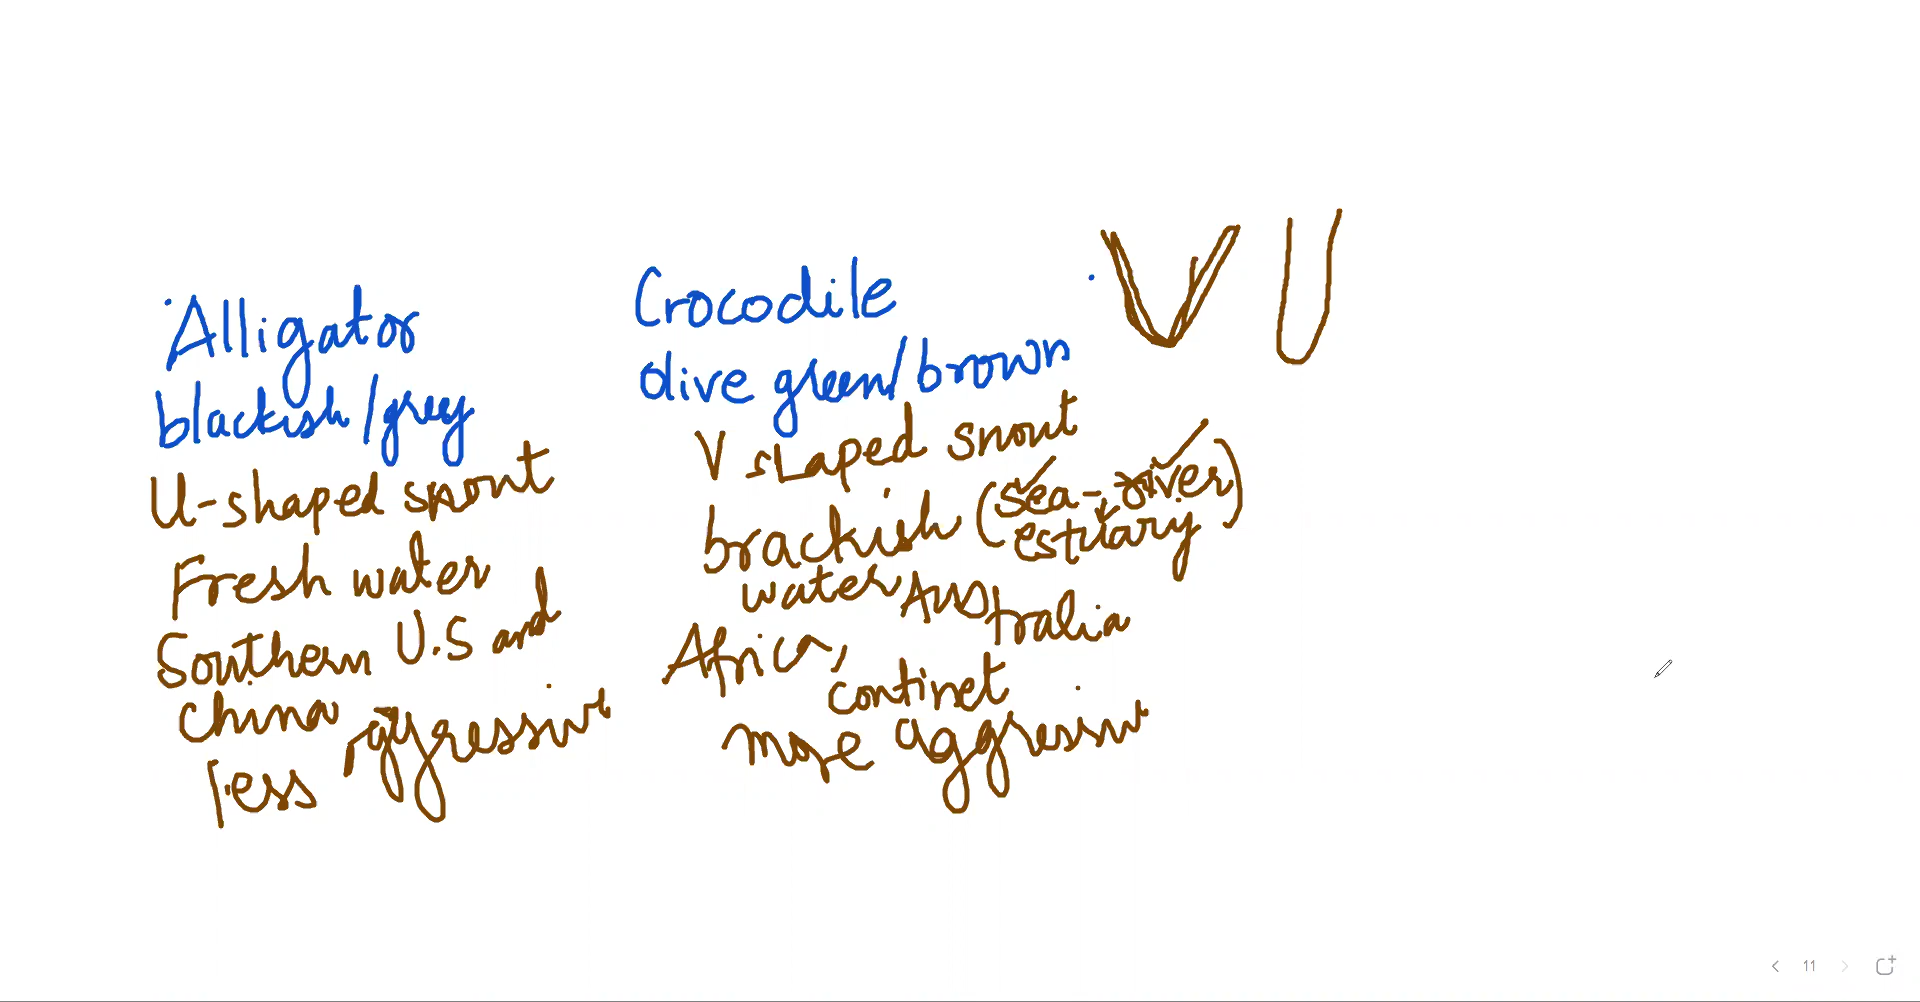 Alligator
blackish/grey
U-shaped snout
Fresh water
Southern U.S and
China
less aggressive
Crocodile
olive green/brown
V shaped snout
brackish (sea - river)
estuary
water
Australia
Africa,
continet
more aggressive
V U
11